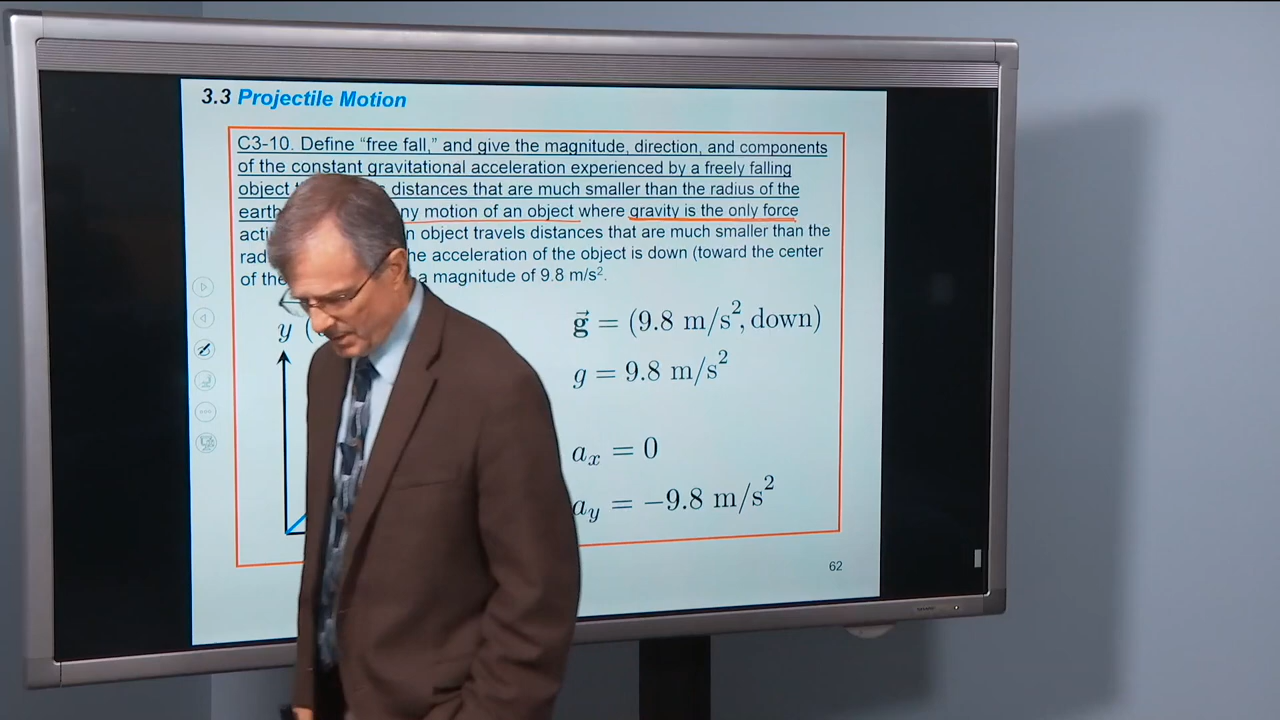 3.3 Projectile Motion
C3-10. Define “free fall,” and give the magnitude, direction, and components
of the constant gravitational acceleration experienced by a freely falling
object distances that are much smaller than the radius of the
earth motion of an object where gravity is the only force
object travels distances that are much smaller than the
acceleration of the object is down (toward the center
of the a magnitude of 9.8 m/s².
y (
g⃗ = (9.8 m/s², down)
g = 9.8 m/s²
aₓ = 0
a_y = −9.8 m/s²
62